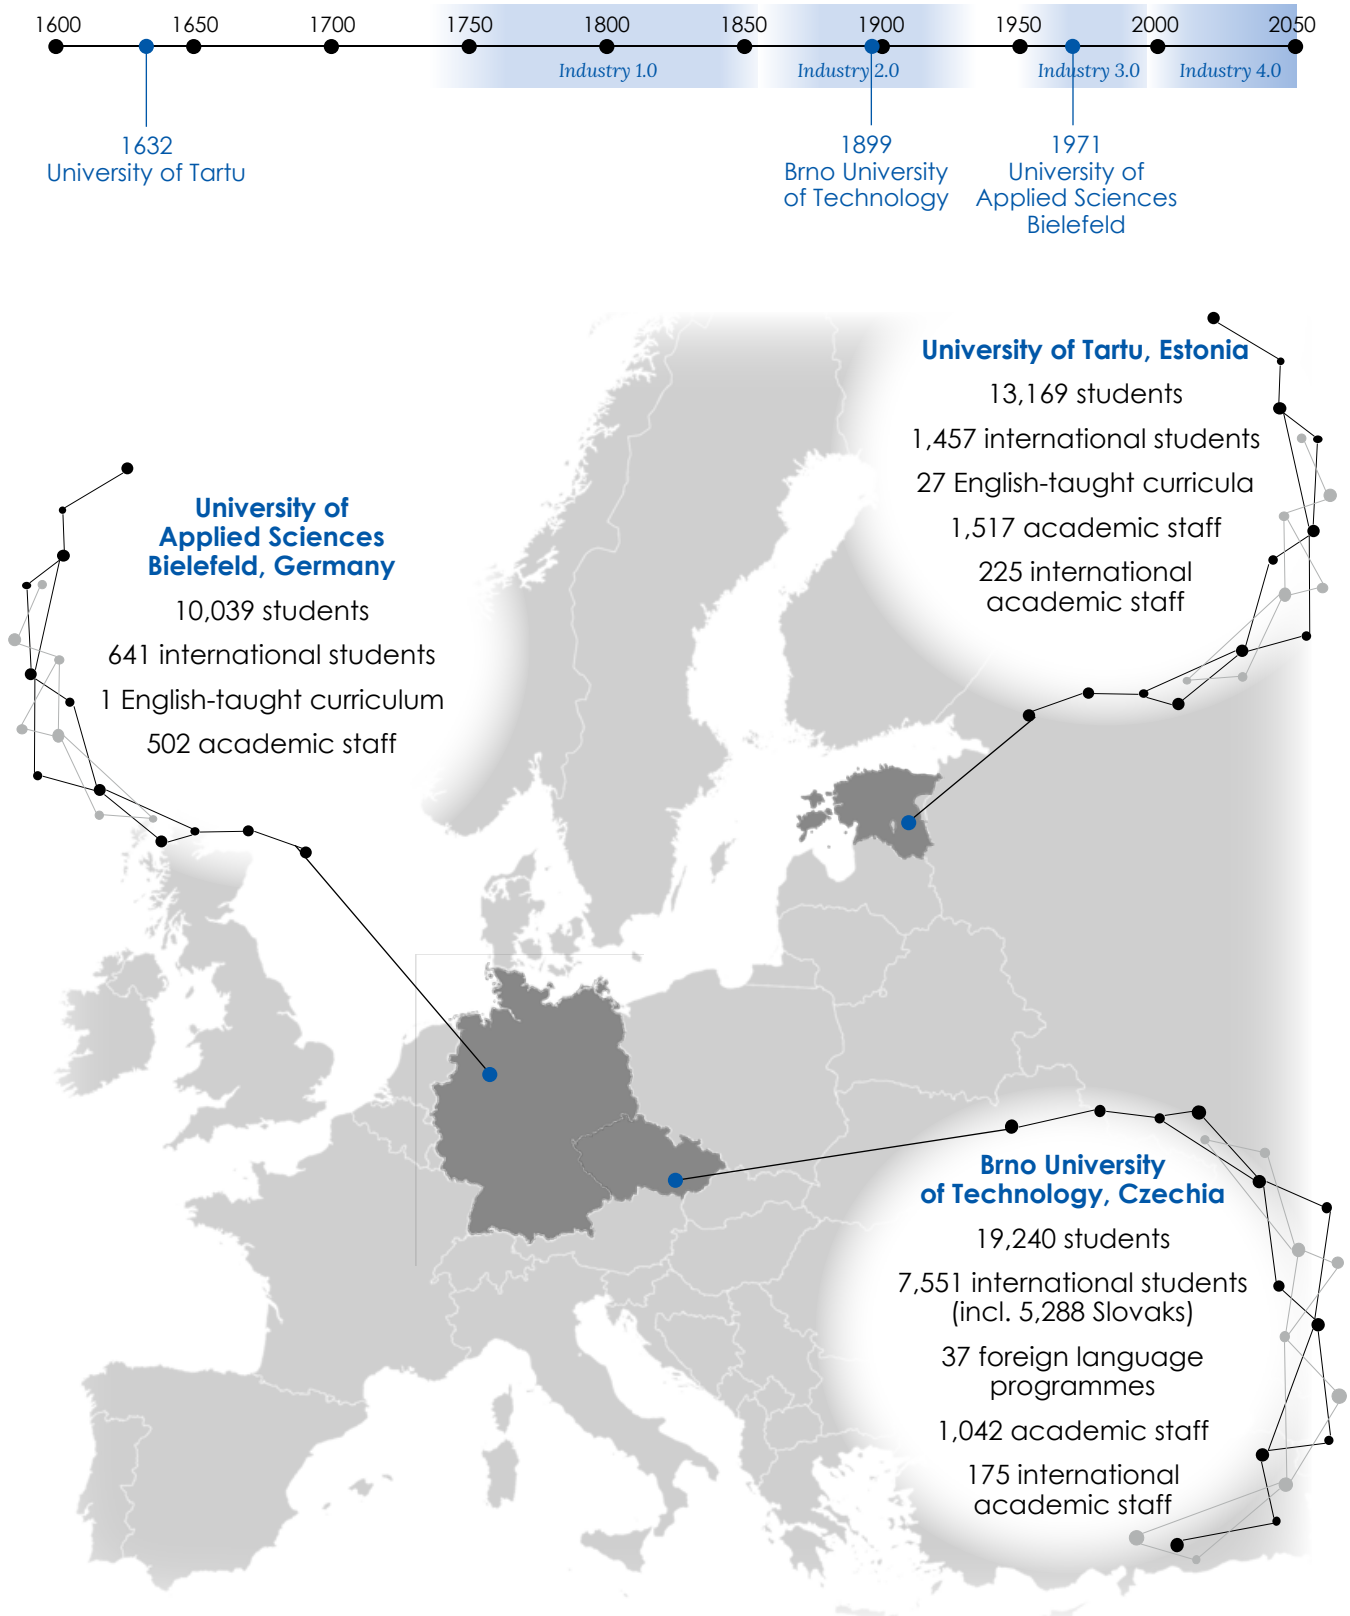 1600 1650 1700 1750 1800 1850 1900 1950 2000 2050
Industry 1.0 Industry 2.0 Industry 3.0 Industry 4.0
1632
University of Tartu
1899
Brno University
of Technology
1971
University of
Applied Sciences
Bielefeld
University of Tartu, Estonia
13,169 students
1,457 international students
27 English-taught curricula
1,517 academic staff
225 international
academic staff
University of
Applied Sciences
Bielefeld, Germany
10,039 students
641 international students
1 English-taught curriculum
502 academic staff
Brno University
of Technology, Czechia
19,240 students
7,551 international students
(incl. 5,288 Slovaks)
37 foreign language
programmes
1,042 academic staff
175 international
academic staff